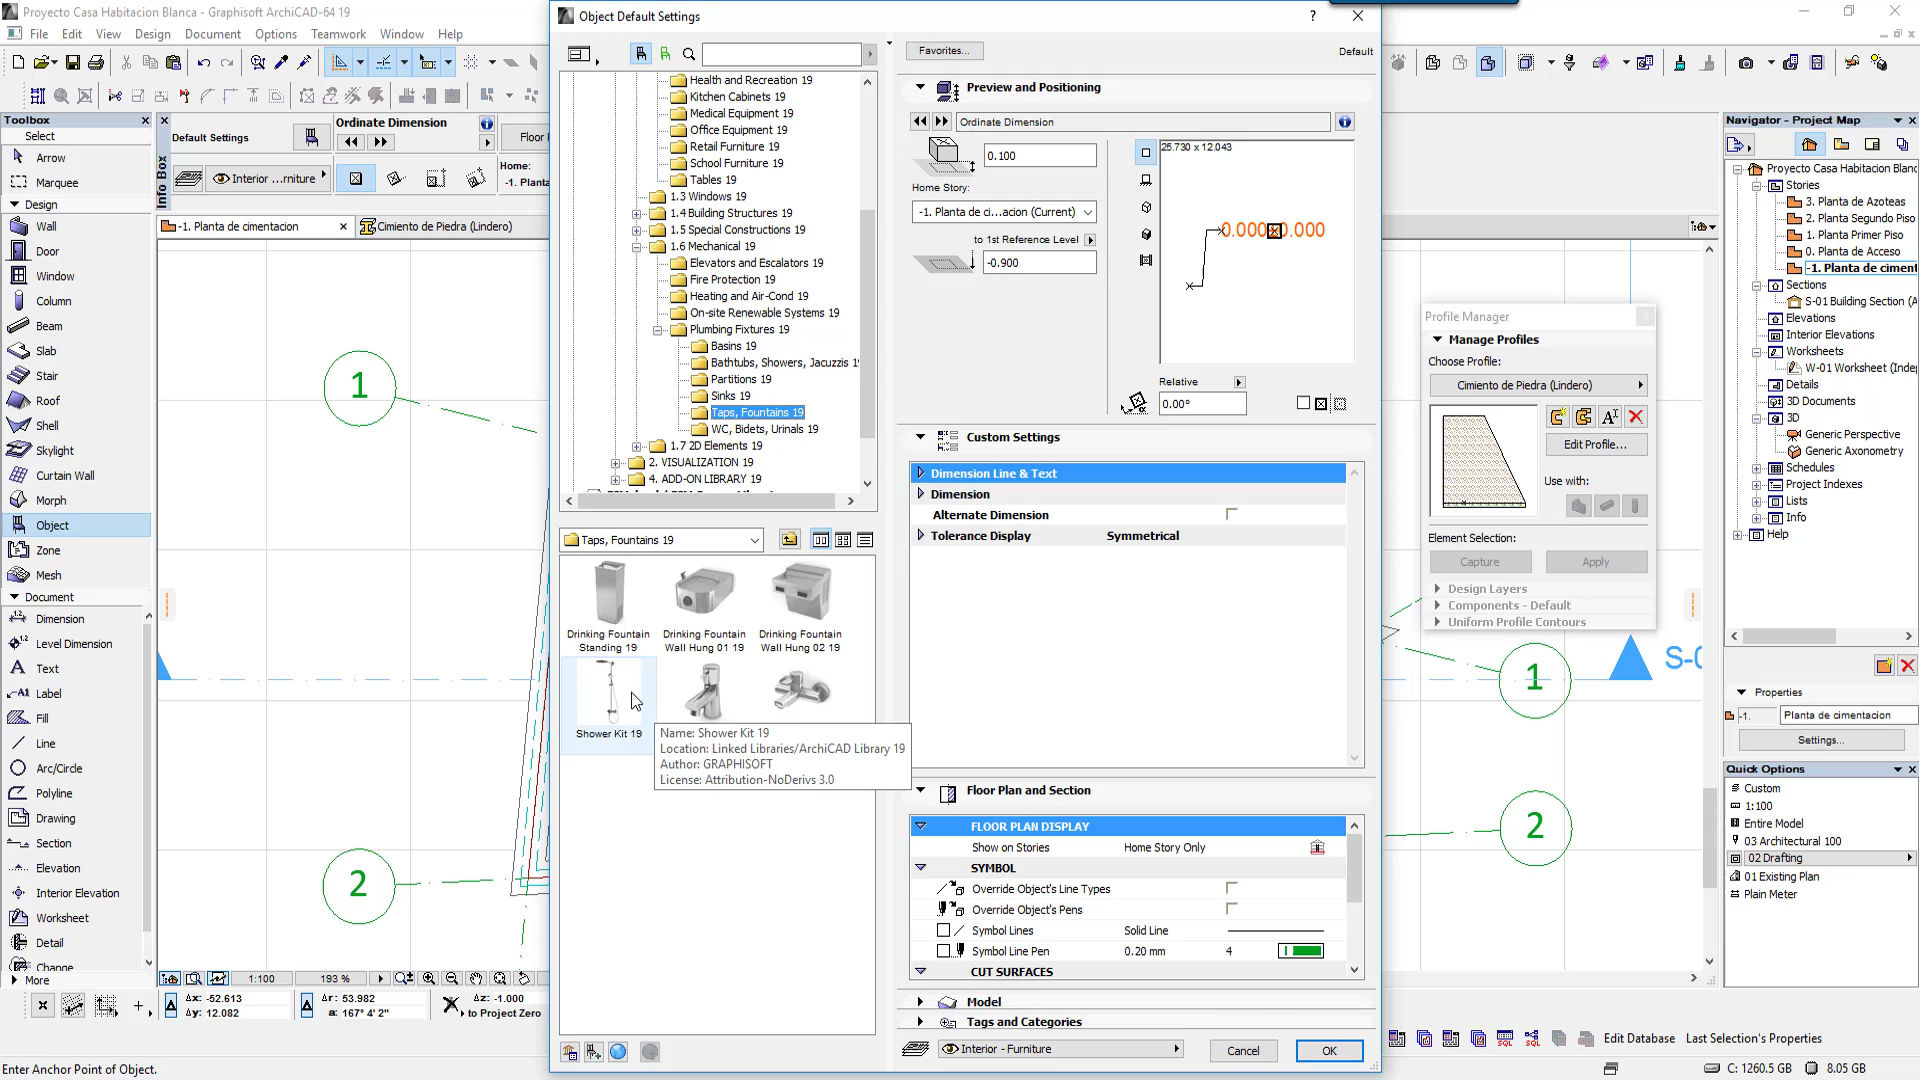 Proyecto Casa Habitacion Blanca - Graphisoft ArchiCAD-64 19
File Edit View Design Document Options Teamwork Window Help
Toolbox
Select
Arrow
Marquee
Design
Wall
Door
Window
Column
Beam
Slab
Stair
Roof
Shell
Skylight
Curtain Wall
Morph
Object
Zone
Mesh
Document
Dimension
Level Dimension
Text
Label
Fill
Line
Arc/Circle
Polyline
Drawing
Section
Elevation
Interior Elevation
Worksheet
Detail
Change
More
Info Box
Default Settings
Ordinate Dimension
Floor
Interior ...rniture
Home:
-1. Planta
-1. Planta de cimentacion
Cimiento de Piedra (Lindero)
1
2
1:100
193 %
Δx: -52.613
Δy: 12.082
Δr: 53.982
a: 167° 4' 2"
Δz: -1.000
to Project Zero
Enter Anchor Point of Object.
Object Default Settings
?
Health and Recreation 19
Kitchen Cabinets 19
Medical Equipment 19
Office Equipment 19
Retail Furniture 19
School Furniture 19
Tables 19
1.3 Windows 19
1.4 Building Structures 19
1.5 Special Constructions 19
1.6 Mechanical 19
Elevators and Escalators 19
Fire Protection 19
Heating and Air-Cond 19
On-site Renewable Systems 19
Plumbing Fixtures 19
Basins 19
Bathtubs, Showers, Jacuzzis 19
Partitions 19
Sinks 19
Taps, Fountains 19
WC, Bidets, Urinals 19
1.7 2D Elements 19
2. VISUALIZATION 19
4. ADD-ON LIBRARY 19
Taps, Fountains 19
Drinking Fountain Standing 19
Drinking Fountain Wall Hung 01 19
Drinking Fountain Wall Hung 02 19
Shower Kit 19
Name: Shower Kit 19
Location: Linked Libraries/ArchiCAD Library 19
Author: GRAPHISOFT
License: Attribution-NoDerivs 3.0
Favorites...
Default
Preview and Positioning
Ordinate Dimension
0.100
Home Story:
-1. Planta de ci...acion (Current)
to 1st Reference Level
-0.900
25.730 x 12.043
0.000
0.000
Relative
0.00°
Custom Settings
Dimension Line & Text
Dimension
Alternate Dimension
Tolerance Display Symmetrical
Floor Plan and Section
FLOOR PLAN DISPLAY
Show on Stories Home Story Only
SYMBOL
Override Object's Line Types
Override Object's Pens
Symbol Lines Solid Line
Symbol Line Pen 0.20 mm 4
CUT SURFACES
Model
Tags and Categories
Interior - Furniture
Cancel
OK
Profile Manager
Manage Profiles
Choose Profile:
Cimiento de Piedra (Lindero)
Edit Profile...
Use with:
Element Selection:
Capture
Apply
Design Layers
Components - Default
Uniform Profile Contours
1
2
S-0
Navigator - Project Map
Proyecto Casa Habitacion Blanc
Stories
3. Planta de Azoteas
2. Planta Segundo Piso
1. Planta Primer Piso
0. Planta de Acceso
-1. Planta de ciment
Sections
S-01 Building Section (A
Elevations
Interior Elevations
Worksheets
W-01 Worksheet (Inde
Details
3D Documents
3D
Generic Perspective
Generic Axonometry
Schedules
Project Indexes
Lists
Info
Help
Properties
-1.
Planta de cimentacion
Settings...
Quick Options
Custom
1:100
Entire Model
03 Architectural 100
02 Drafting
01 Existing Plan
Plain Meter
SQL
SQL
Edit Database
Last Selection's Properties
C: 1260.5 GB
8.05 GB